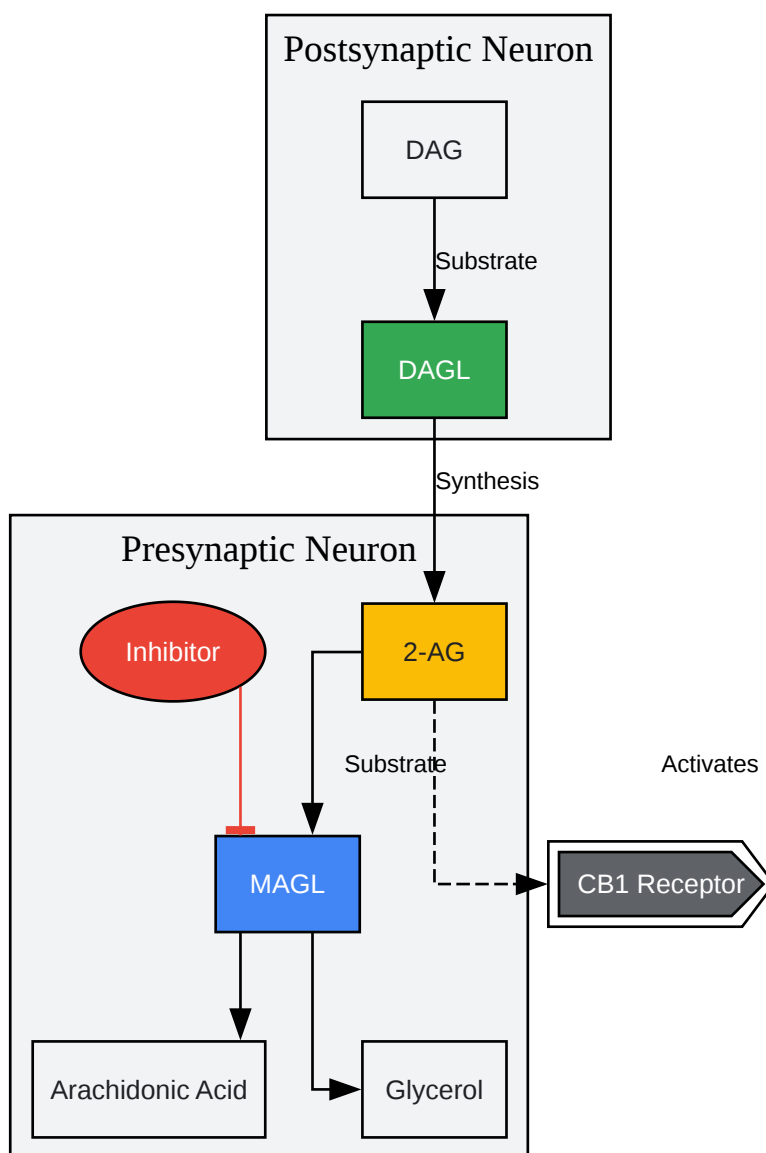 Postsynaptic Neuron
DAG
Substrate
DAGL
Synthesis
Presynaptic Neuron
Inhibitor
2-AG
Substrate
Activates
MAGL
CB1 Receptor
Arachidonic Acid
Glycerol